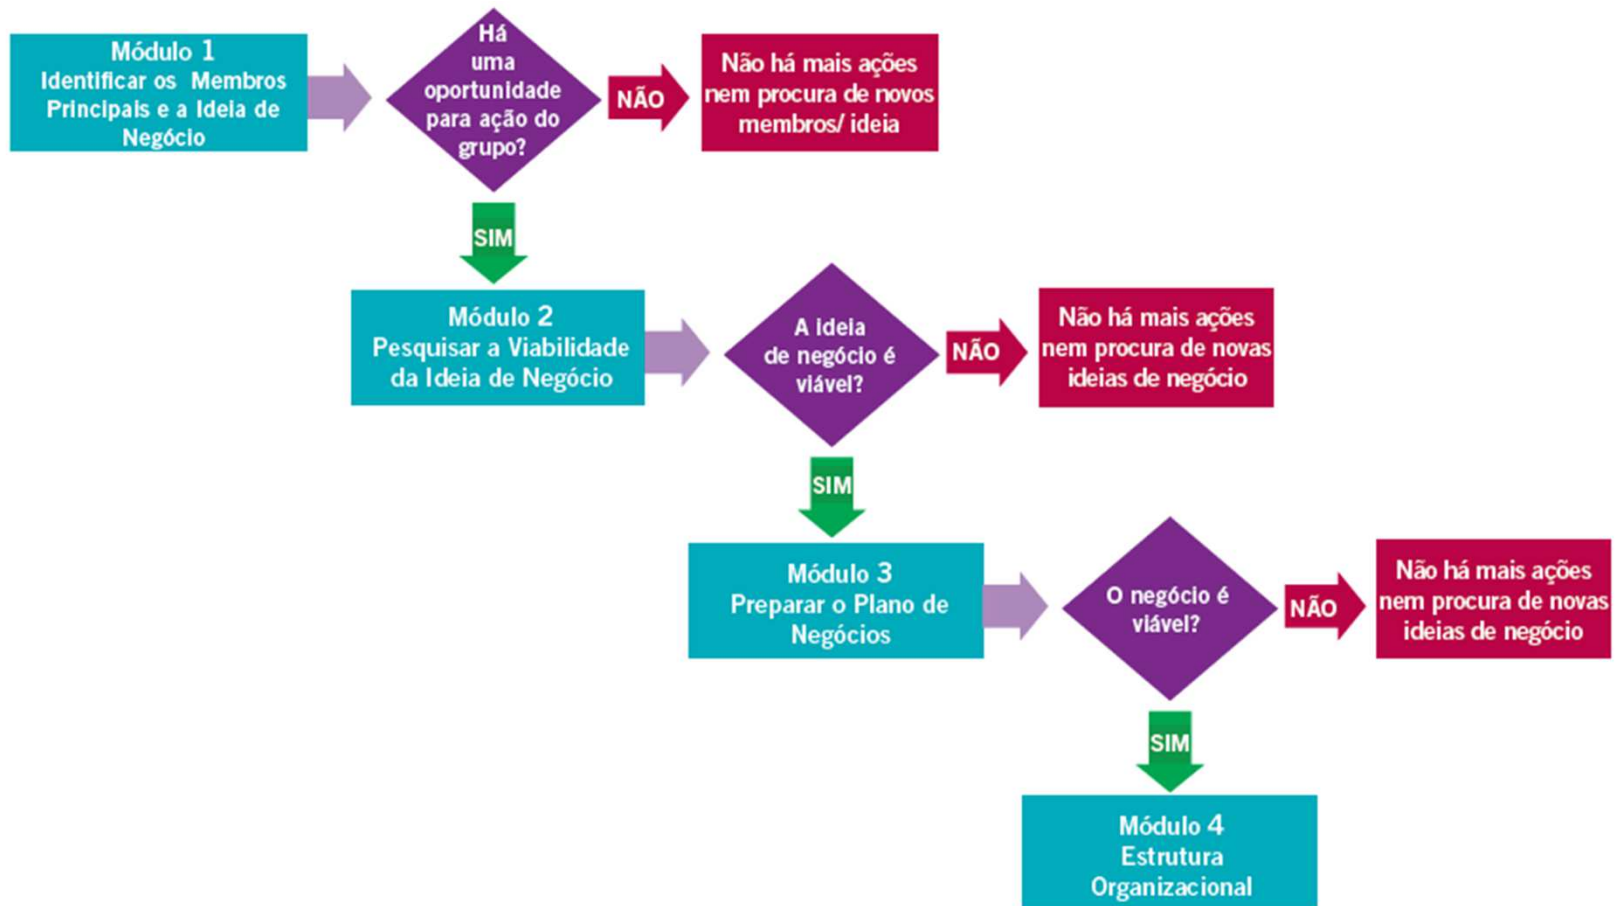 Módulo 1
Identificar os Membros
Principais e a Ideia de
Negócio
Há
uma
oportunidade
para ação do
grupo?
NÃO
Não há mais ações
nem procura de novos
membros/ ideia
SIM
Módulo 2
Pesquisar a Viabilidade
da Ideia de Negócio
A ideia
de negócio é
viável?
NÃO
Não há mais ações
nem procura de novas
ideias de negócio
SIM
Módulo 3
Preparar o Plano de
Negócios
O negócio é
viável?
NÃO
Não há mais ações
nem procura de novas
ideias de negócio
SIM
Módulo 4
Estrutura
Organizacional